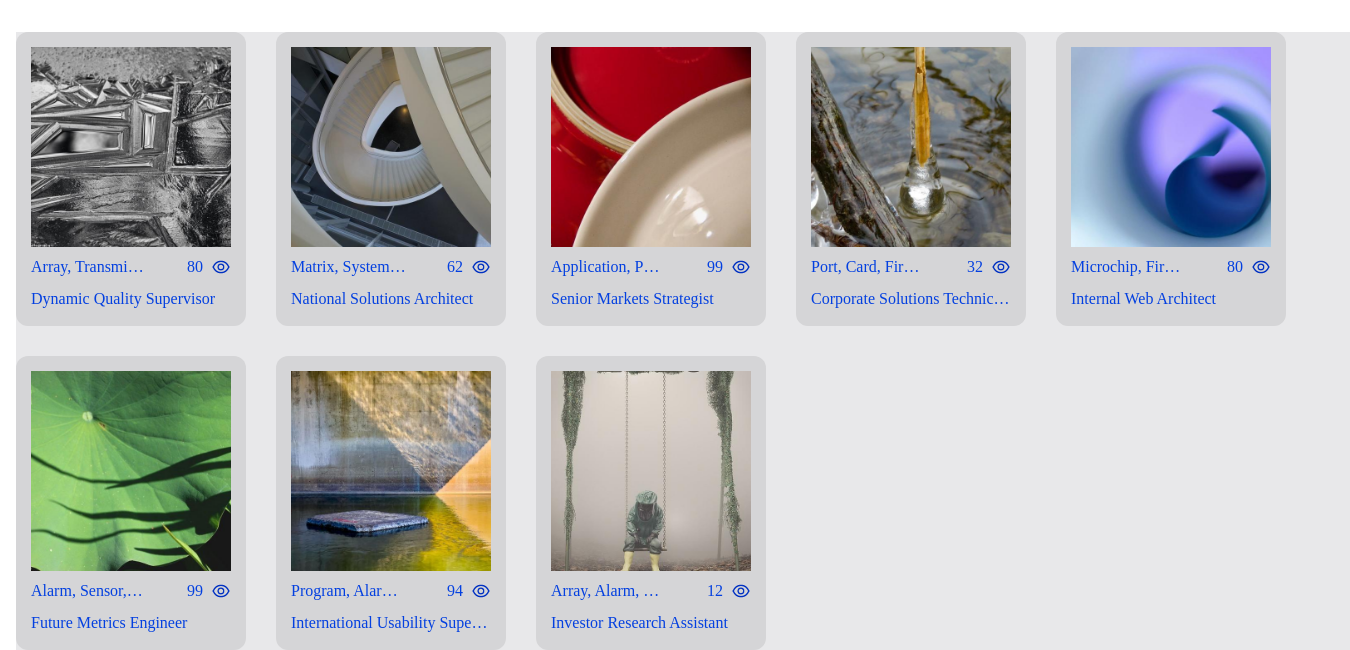 Array, Transmi… 80
Dynamic Quality Supervisor
Matrix, System… 62
National Solutions Architect
Application, P… 99
Senior Markets Strategist
Port, Card, Fir… 32
Corporate Solutions Technic…
Microchip, Fir… 80
Internal Web Architect
Alarm, Sensor,… 99
Future Metrics Engineer
Program, Alar… 94
International Usability Supe…
Array, Alarm, … 12
Investor Research Assistant